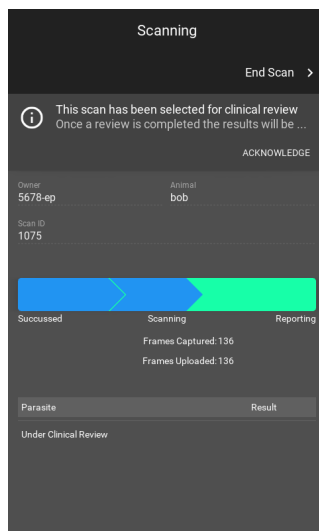 Scanning
End Scan >
This scan has been selected for clinical review
Once a review is completed the results will be ...
ACKNOWLEDGE
Owner Animal
5678-ep bob
Scan ID
1075
Succussed Scanning Reporting
Frames Captured: 136
Frames Uploaded: 136
Parasite Result
Under Clinical Review